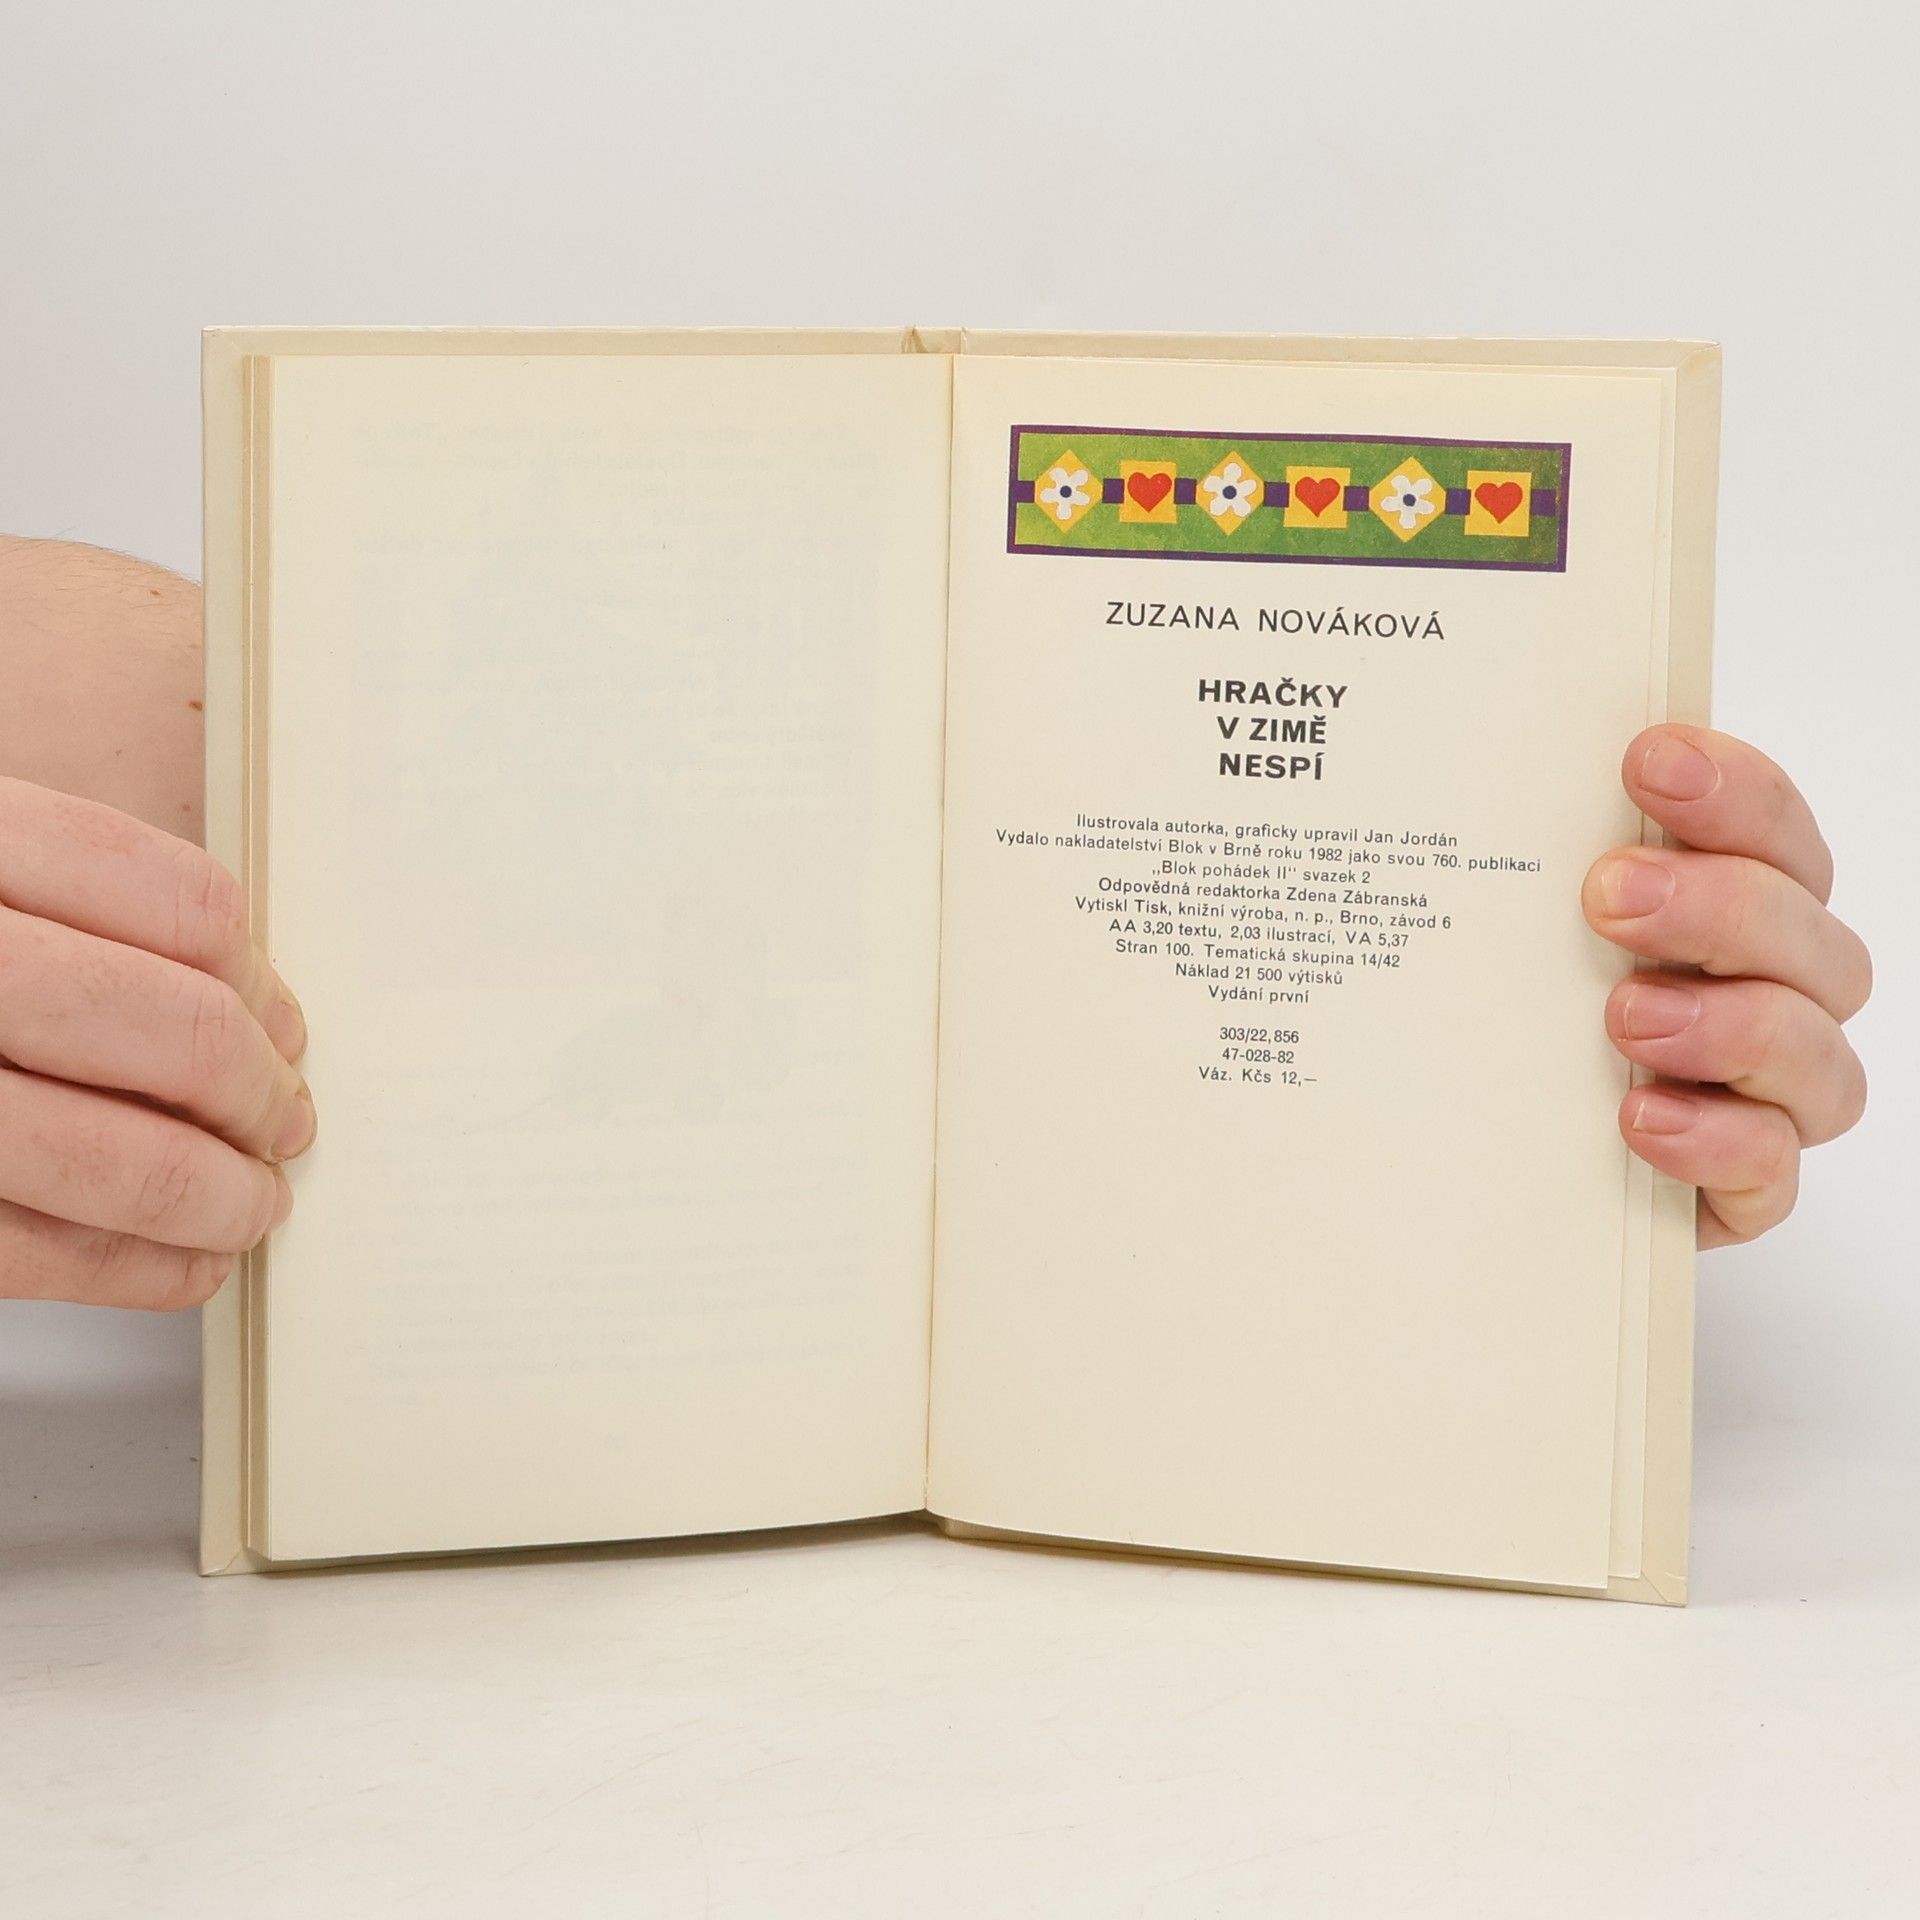 ZUZANA NOVÁKOVÁ
HRAČKY
V ZIMĚ
NESPÍ
Ilustrovala autorka, graficky upravil Jan Jordán
Vydalo nakladatelství Blok v Brně roku 1982 jako svou 760. publikaci
„Blok pohádek II" svazek 2
Odpovědná redaktorka Zdena Zábranská
Vytiskl Tisk, knižní výroba, n. p., Brno, závod 6
AA 3,20 textu, 2,03 ilustrací, VA 5,37
Stran 100. Tematická skupina 14/42
Náklad 21 500 výtisků
Vydání první
303/22,856
47-028-82
Váz. Kčs 12,—